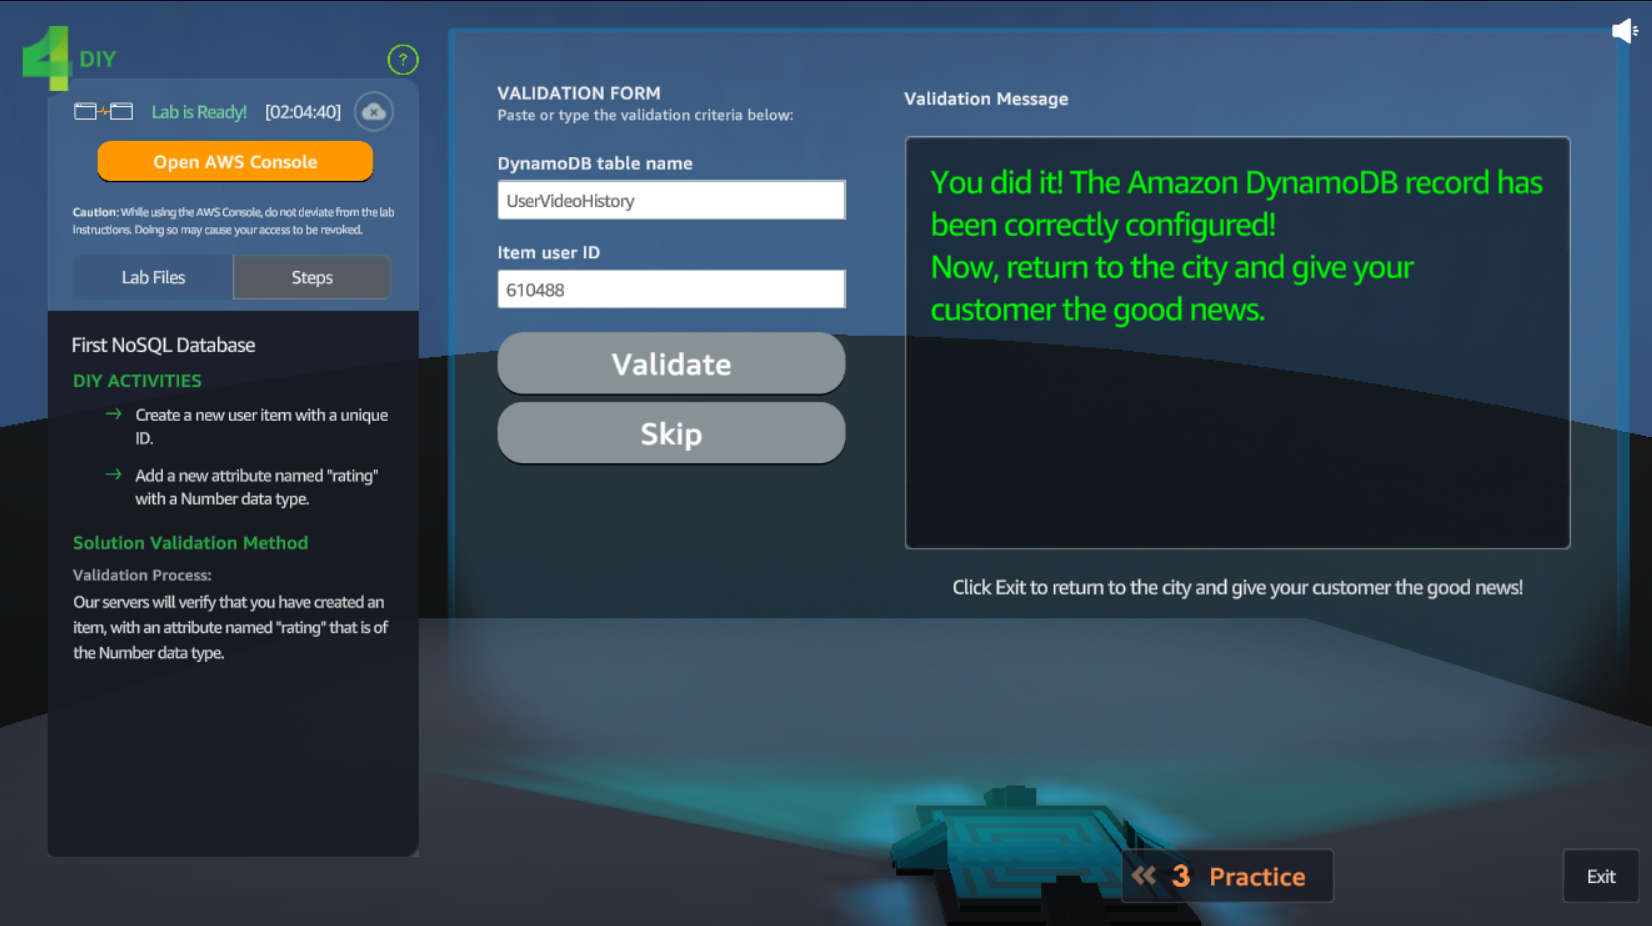 4 DIY
?
Lab is Ready! [02:04:40]
Open AWS Console
Caution: While using the AWS Console, do not deviate from the lab
instructions. Doing so may cause your access to be revoked.
Lab Files
Steps
First NoSQL Database
DIY ACTIVITIES
→ Create a new user item with a unique
ID.
→ Add a new attribute named "rating"
with a Number data type.
Solution Validation Method
Validation Process:
Our servers will verify that you have created an
item, with an attribute named "rating" that is of
the Number data type.
VALIDATION FORM
Paste or type the validation criteria below:
DynamoDB table name
UserVideoHistory
Item user ID
610488
Validate
Skip
Validation Message
You did it! The Amazon DynamoDB record has
been correctly configured!
Now, return to the city and give your
customer the good news.
Click Exit to return to the city and give your customer the good news!
3 Practice
Exit